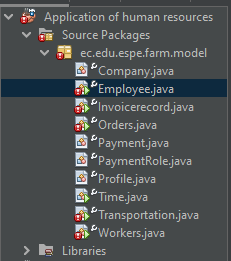 Application of human resources
Source Packages
ec.edu.espe.farm.model
Company.java
Employee.java
Invoicerecord.java
Orders.java
Payment.java
PaymentRole.java
Profile.java
Time.java
Transportation.java
Workers.java
Libraries